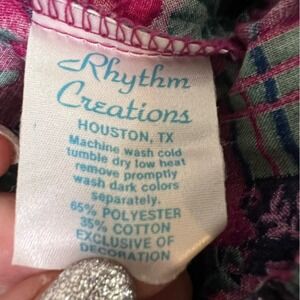 Rhythm
Creations
HOUSTON, TX
Machine wash cold
tumble dry low heat
remove promptly
wash dark colors
separately.
65% POLYESTER
35% COTTON
EXCLUSIVE OF
DECORATION